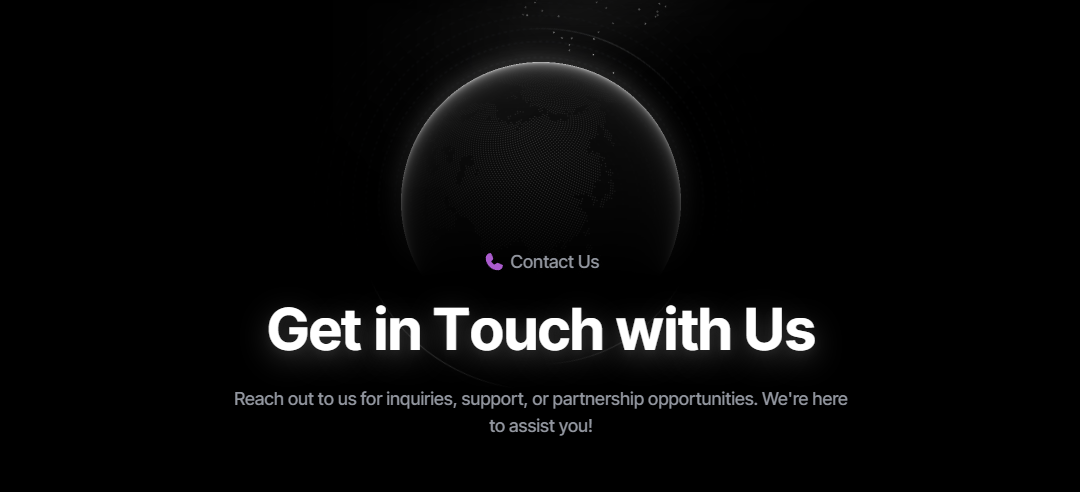 Contact Us
Get in Touch with Us
Reach out to us for inquiries, support, or partnership opportunities. We're here
to assist you!